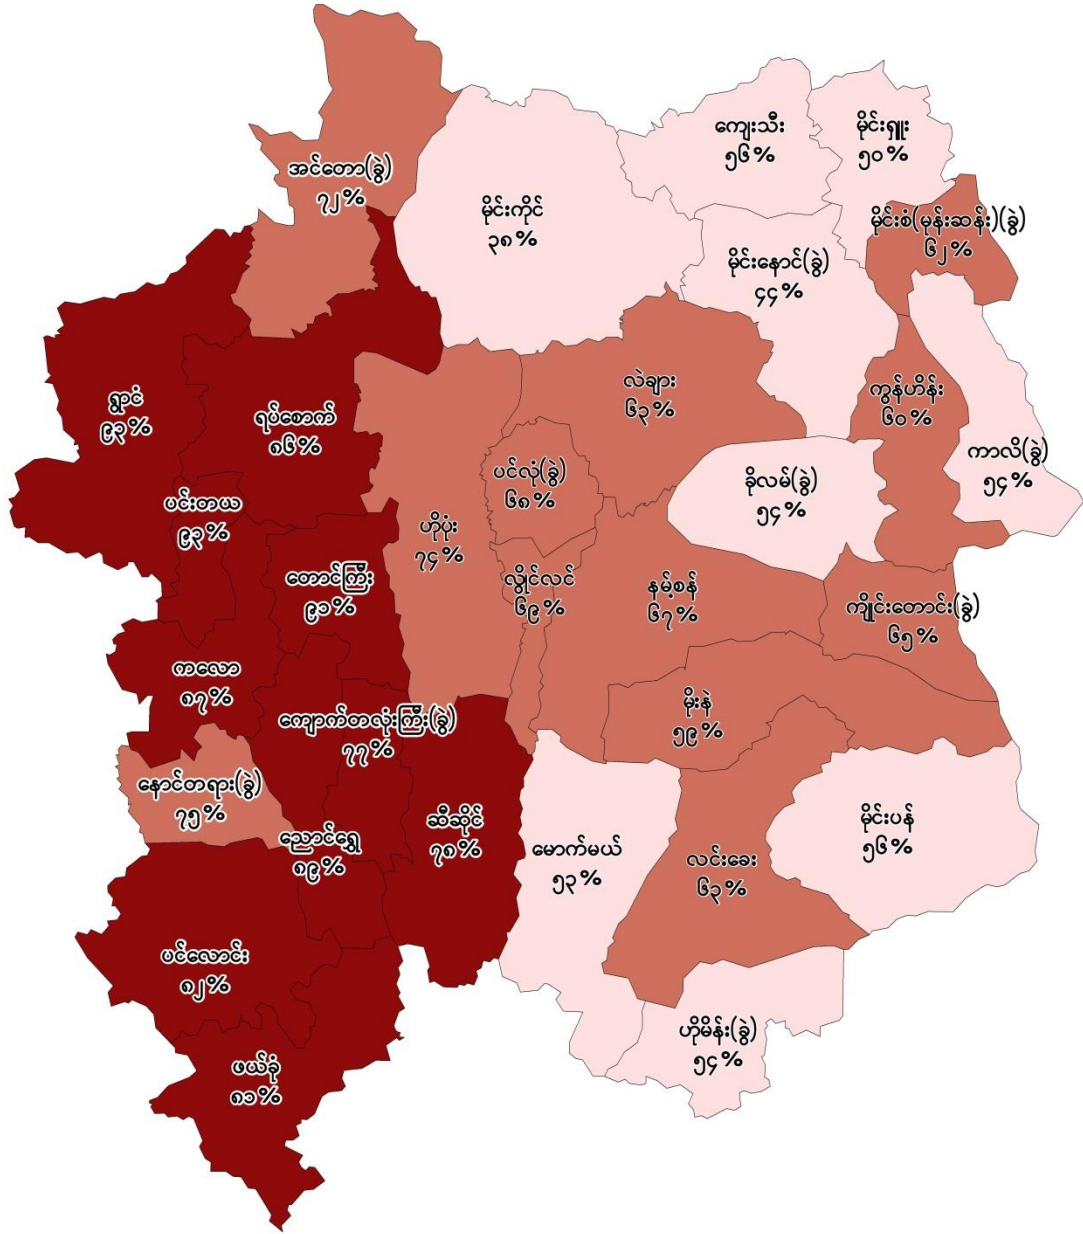 ကျေးသီး
၅၆%
မိုင်းရှူး
၅၀%
အင်တော(ခွဲ)
၇၂%
မိုင်းကိုင်
၃၈%
မိုင်းစံ(မုန်းဆန်း)(ခွဲ)
၆၂%
မိုင်းနောင်(ခွဲ)
၄၄%
ရွာငံ
၉၃%
ရပ်စောက်
၈၆%
လဲချား
၆၃%
ကွန်ဟိန်း
၆၀%
ကာလိ(ခွဲ)
၅၄%
ပင်လုံ(ခွဲ)
၆၈%
ခိုလမ်(ခွဲ)
၅၄%
ပင်းတယ
၉၃%
ဟိုပုံး
၇၄%
တောင်ကြီး
၉၁%
လွိုင်လင်
၆၉%
နမ့်စန်
၆၇%
ကျိုင်းတောင်း(ခွဲ)
၆၅%
ကလော
၈၇%
ကျောက်တလုံးကြီး(ခွဲ)
၇၇%
မိုးနဲ
၅၉%
နောင်တရား(ခွဲ)
၇၅%
ညောင်ရွှေ
၈၉%
ဆီဆိုင်
၇၈%
မောက်မယ်
၅၃%
လင်းခေး
၆၃%
မိုင်းပန်
၅၆%
ပင်လောင်း
၈၂%
ဖယ်ခုံ
၈၁%
ဟိုမိန်း(ခွဲ)
၅၄%